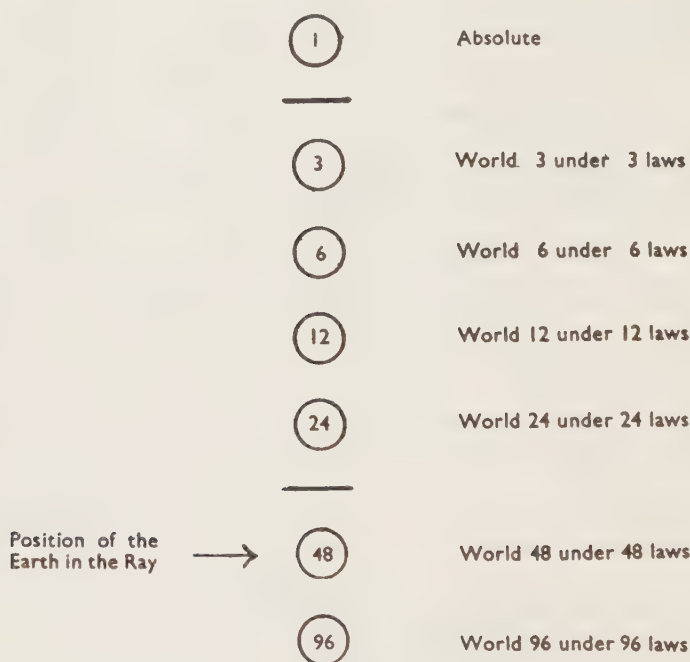 1 Absolute
3 World 3 under 3 laws
6 World 6 under 6 laws
12 World 12 under 12 laws
24 World 24 under 24 laws
Position of the
Earth in the Ray
48 World 48 under 48 laws
96 World 96 under 96 laws